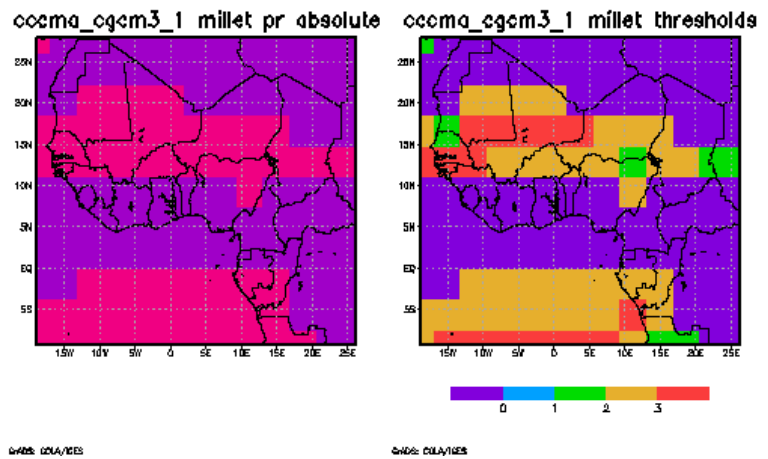 cccma_cgcm3_1 millet pr absolute
cccma_cgcm3_1 millet thresholds
25N
20N
15N
10N
5N
EQ
5S
15W 10W 5W 0 5E 10E 15E 20E 25E
25N
20N
15N
10N
5N
EQ
5S
15W 10W 5W 0 5E 10E 15E 20E 25E
0 1 2 3
GrADS: COLA/IGES
GrADS: COLA/IGES